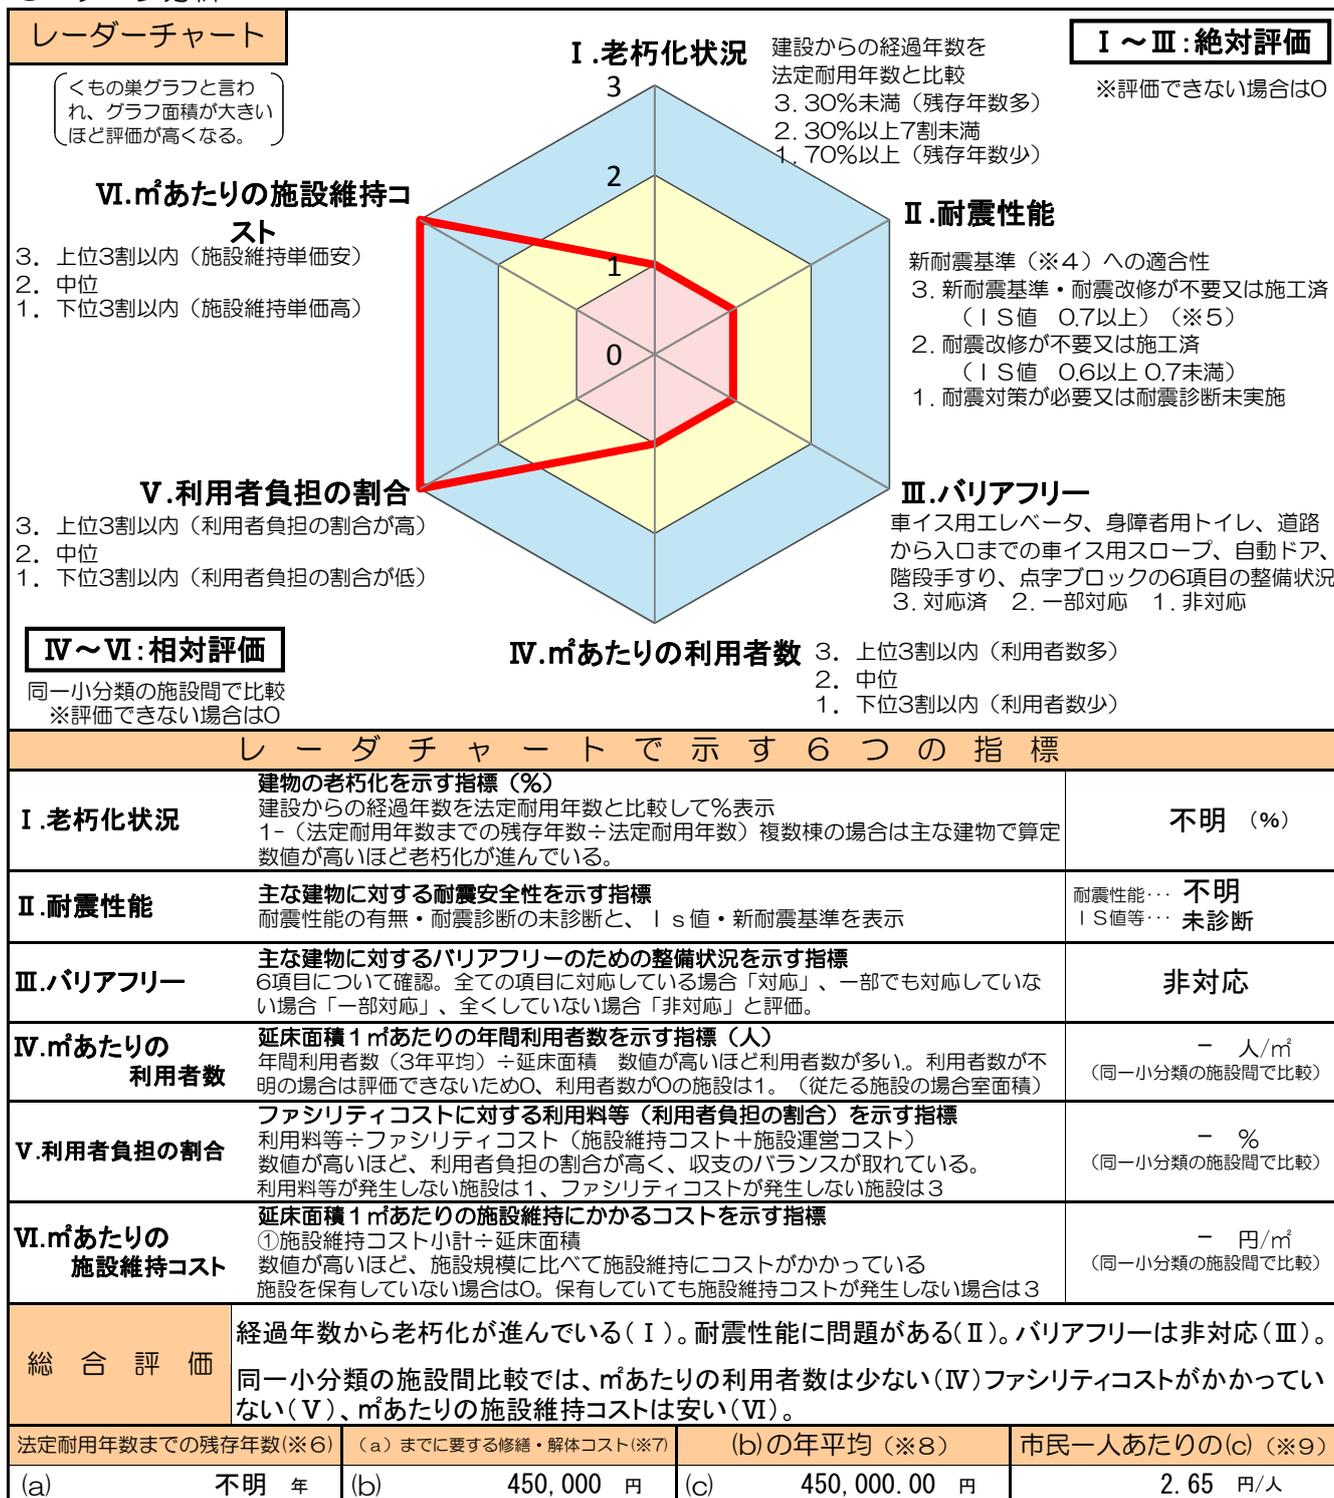 レーダーチャート
くもの巣グラフと言わ
れ、グラフ面積が大きい
ほど評価が高くなる。
Ⅰ～Ⅲ：絶対評価
※評価できない場合は0
Ⅰ.老朽化状況
建設からの経過年数を
法定耐用年数と比較
3. 30%未満（残存年数多）
2. 30%以上7割未満
1. 70%以上（残存年数少）
3
2
1
0
Ⅵ.㎡あたりの施設維持コ
スト
3. 上位3割以内（施設維持単価安）
2. 中位
1. 下位3割以内（施設維持単価高）
Ⅱ.耐震性能
新耐震基準（※4）への適合性
3. 新耐震基準・耐震改修が不要又は施工済
（IS値 0.7以上）（※5）
2. 耐震改修が不要又は施工済
（IS値 0.6以上 0.7未満）
1. 耐震対策が必要又は耐震診断未実施
Ⅴ.利用者負担の割合
3. 上位3割以内（利用者負担の割合が高）
2. 中位
1. 下位3割以内（利用者負担の割合が低）
Ⅲ.バリアフリー
車イス用エレベータ、身障者用トイレ、道路
から入口までの車イス用スロープ、自動ドア、
階段手すり、点字ブロックの6項目の整備状況
3. 対応済 2. 一部対応 1. 非対応
Ⅳ～Ⅵ：相対評価
同一小分類の施設間で比較
※評価できない場合は0
Ⅳ.㎡あたりの利用者数
3. 上位3割以内（利用者数多）
2. 中位
1. 下位3割以内（利用者数少）
レーダチャートで示す6つの指標
Ⅰ.老朽化状況
建物の老朽化を示す指標（%）
建設からの経過年数を法定耐用年数と比較して%表示
1-（法定耐用年数までの残存年数÷法定耐用年数）複数棟の場合は主な建物で算定
数値が高いほど老朽化が進んでいる。
不明 （%）
Ⅱ.耐震性能
主な建物に対する耐震安全性を示す指標
耐震性能の有無・耐震診断の未診断と、Is値・新耐震基準を表示
耐震性能･･･ 不明
IS値等･･･ 未診断
Ⅲ.バリアフリー
主な建物に対するバリアフリーのための整備状況を示す指標
6項目について確認。全ての項目に対応している場合「対応」、一部でも対応していな
い場合「一部対応」、全くしていない場合「非対応」と評価。
非対応
Ⅳ.㎡あたりの
利用者数
延床面積1㎡あたりの年間利用者数を示す指標（人）
年間利用者数（3年平均）÷延床面積 数値が高いほど利用者数が多い。利用者数が不
明の場合は評価できないため0、利用者数が0の施設は1。（従たる施設の場合室面積）
− 人/㎡
（同一小分類の施設間で比較）
Ⅴ.利用者負担の割合
ファシリティコストに対する利用料等（利用者負担の割合）を示す指標
利用料等÷ファシリティコスト（施設維持コスト＋施設運営コスト）
数値が高いほど、利用者負担の割合が高く、収支のバランスが取れている。
利用料等が発生しない施設は1、ファシリティコストが発生しない施設は3
− %
（同一小分類の施設間で比較）
Ⅵ.㎡あたりの
施設維持コスト
延床面積1㎡あたりの施設維持にかかるコストを示す指標
①施設維持コスト小計÷延床面積
数値が高いほど、施設規模に比べて施設維持にコストがかかっている
施設を保有していない場合は0。保有していても施設維持コストが発生しない場合は3
− 円/㎡
（同一小分類の施設間で比較）
総合評価
経過年数から老朽化が進んでいる（Ⅰ）。耐震性能に問題がある（Ⅱ）。バリアフリーは非対応（Ⅲ）。
同一小分類の施設間比較では、㎡あたりの利用者数は少ない（Ⅳ）ファシリティコストがかかってい
ない（Ⅴ）、㎡あたりの施設維持コストは安い（Ⅵ）。
法定耐用年数までの残存年数(※6)
（a）までに要する修繕・解体コスト(※7)
(b)の年平均（※8）
市民一人あたりの(c)（※9）
(a) 不明 年
(b) 450,000 円
(c) 450,000.00 円
2.65 円/人